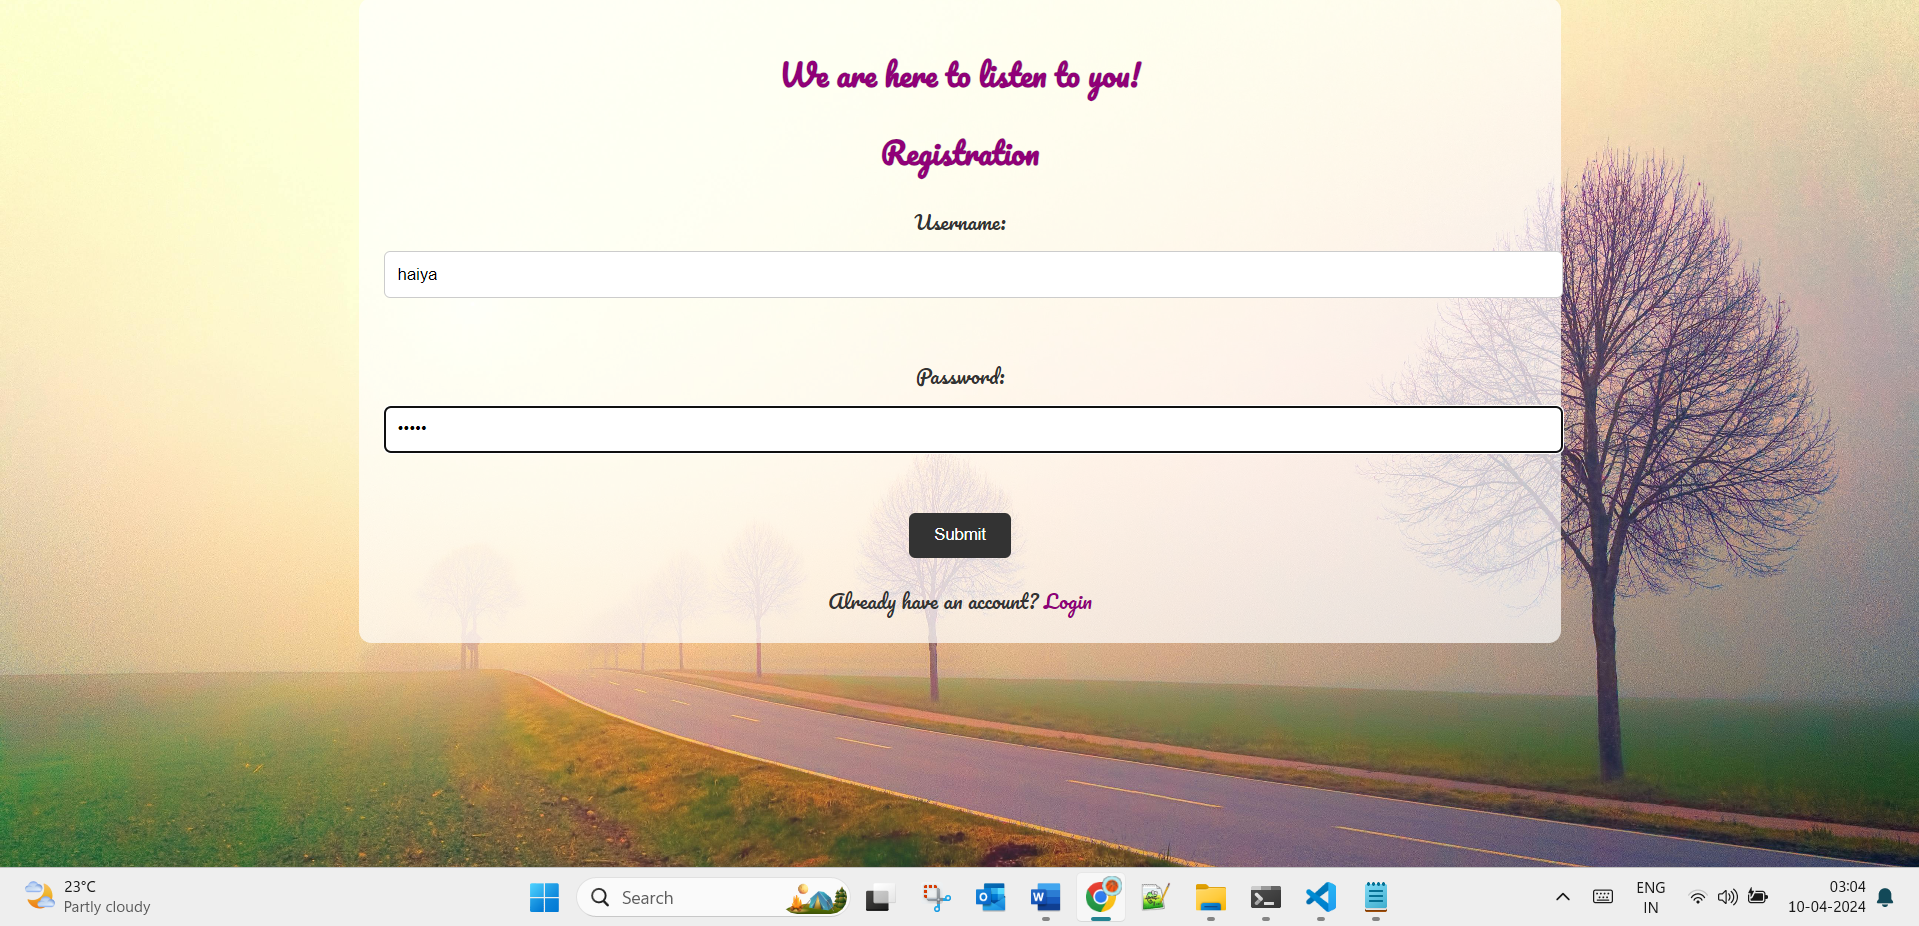 We are here to listen to you!
Registration
Username:
haiya
Password:
•••••
Submit
Already have an account? Login
23°C
Partly cloudy
Search
ENG
IN
03:04
10-04-2024